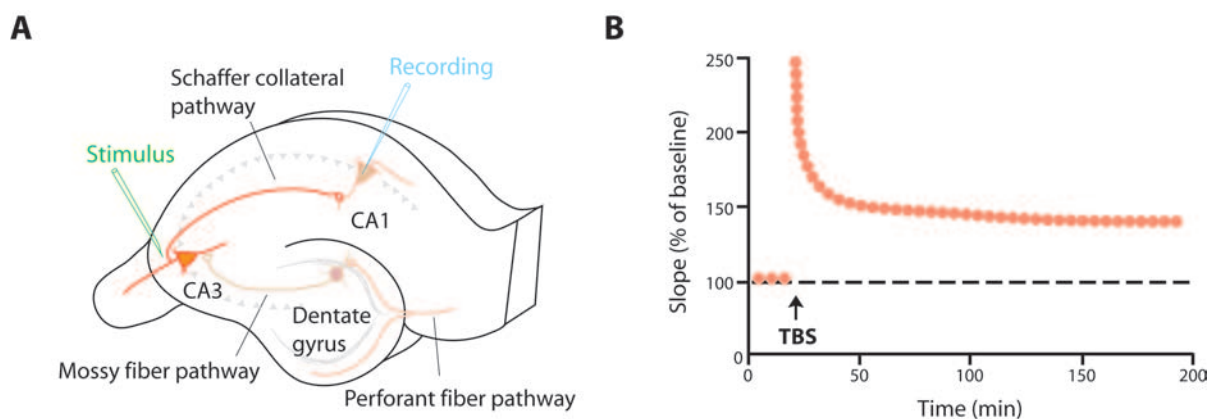 A
Schaffer collateral
pathway
Recording
Stimulus
CA1
CA3
Dentate
gyrus
Mossy fiber pathway
Perforant fiber pathway
B
250
200
150
100
0
Slope (% of baseline)
TBS
0
50
100
150
200
Time (min)